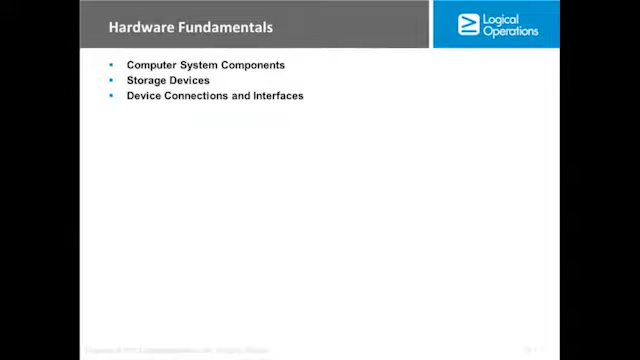 Hardware Fundamentals
Logical
Operations
Computer System Components
Storage Devices
Device Connections and Interfaces